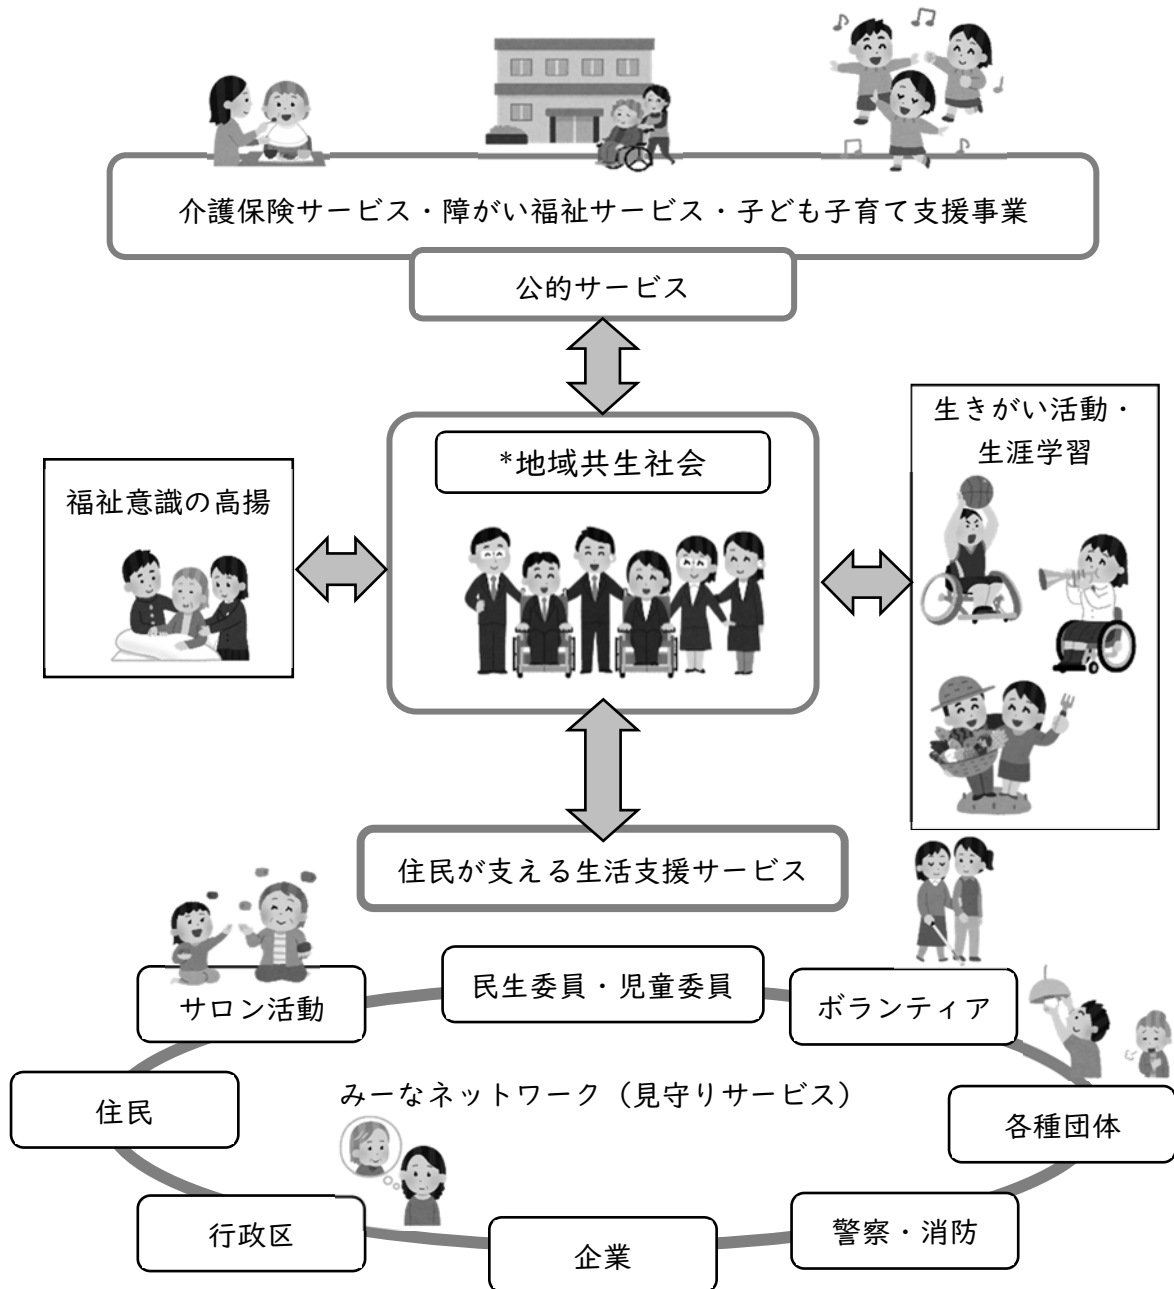 介護保険サービス・障がい福祉サービス・子ども子育て支援事業
公的サービス
生きがい活動・
生涯学習
*地域共生社会
福祉意識の高揚
住民が支える生活支援サービス
民生委員・児童委員
サロン活動
ボランティア
みーなネットワーク（見守りサービス）
住民
各種団体
行政区
警察・消防
企業